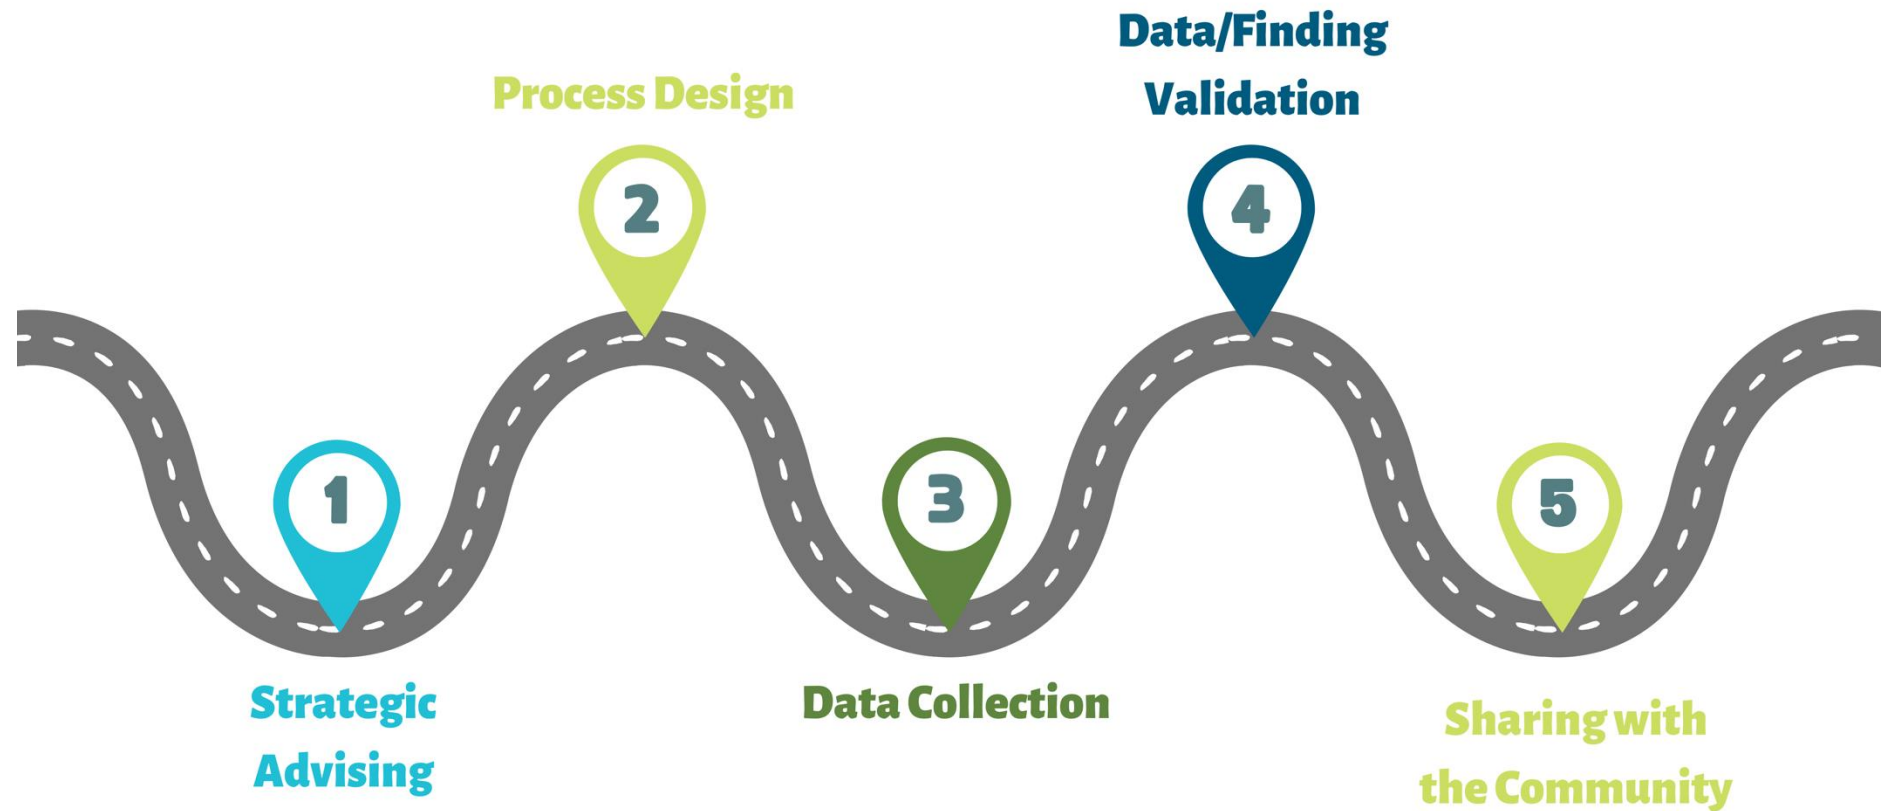 1
Strategic
Advising
2
Process Design
3
Data Collection
4
Data/Finding
Validation
5
Sharing with
the Community